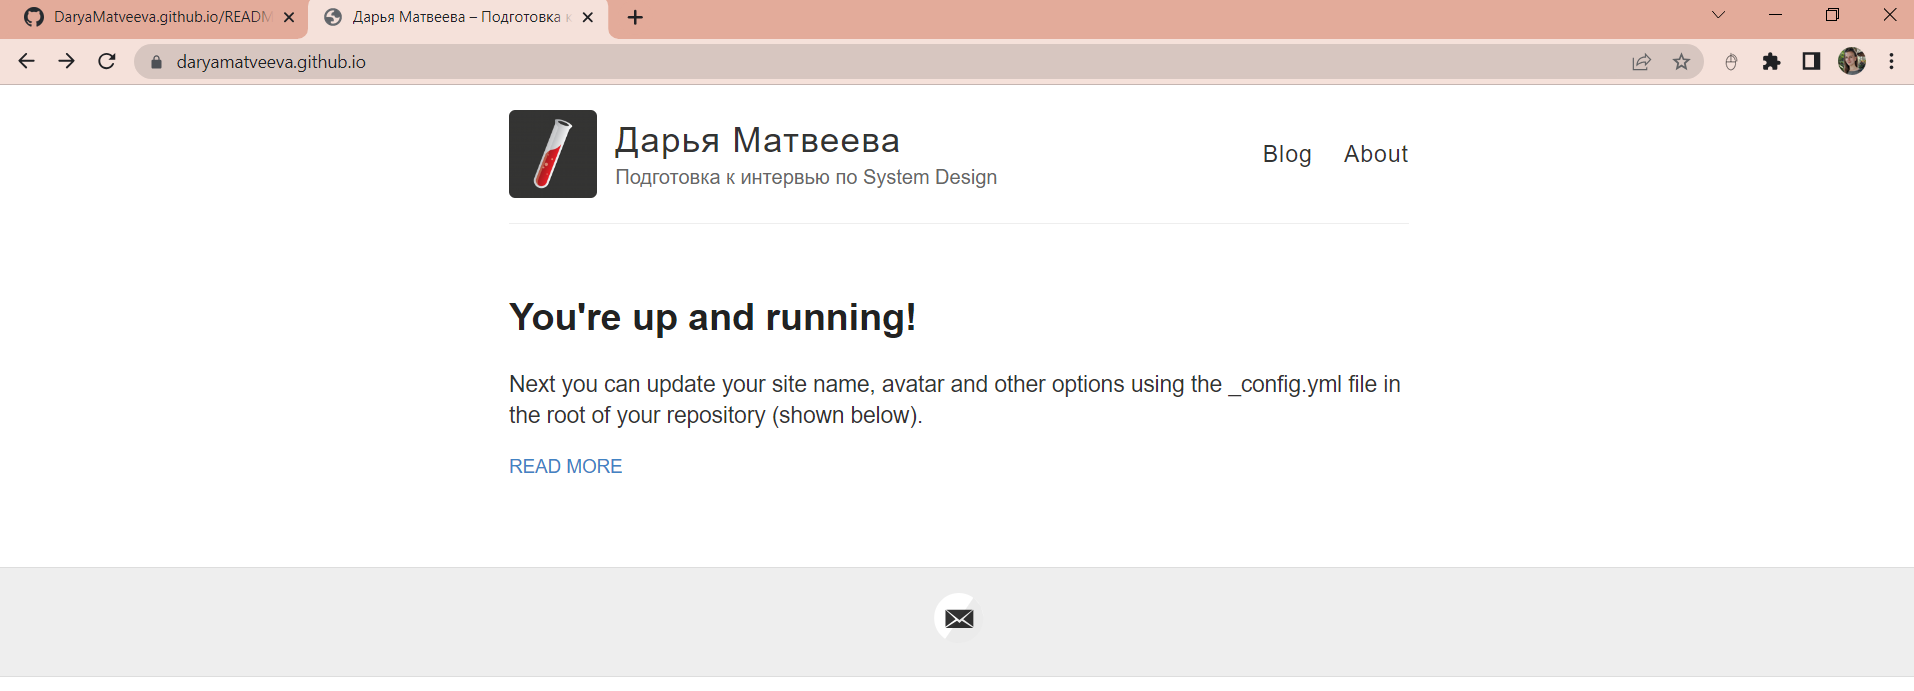 DaryaMatveeva.github.io/READM
Дарья Матвеева – Подготовка к
daryamatveeva.github.io
Дарья Матвеева
Подготовка к интервью по System Design
Blog About
You're up and running!
Next you can update your site name, avatar and other options using the _config.yml file in
the root of your repository (shown below).
READ MORE